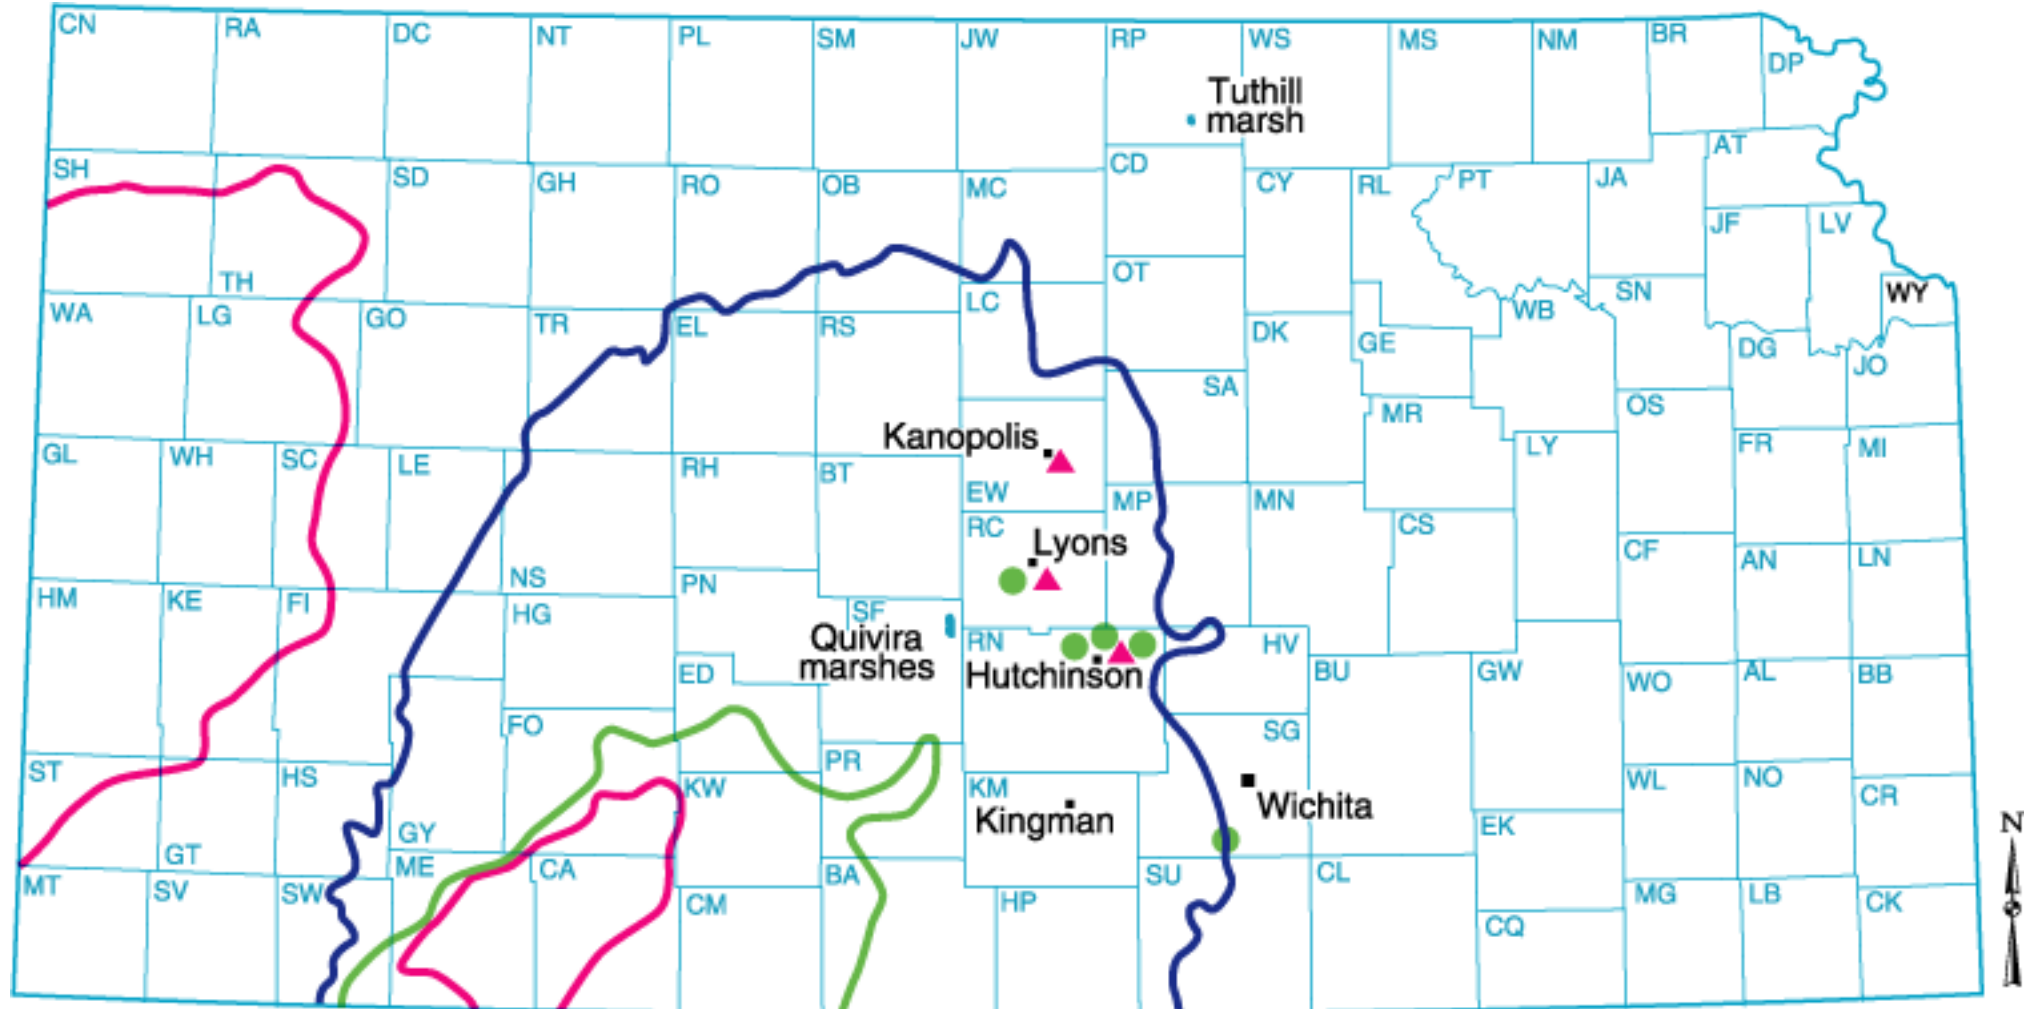 CN RA DC NT PL SM JW RP WS MS NM BR DP
Tuthill
marsh
AT
SH SD GH RO OB MC CD CY RL PT JA
JF LV
TH OT SN WY
WA LG GO TR EL RS LC DK GE WB DG JO
SA
MR OS
Kanopolis
GL WH SC LE RH BT EW MP MN LY FR MI
RC CS
Lyons
CF AN LN
NS PN
HM KE FI HG SF
Quivira
marshes
RN HV
Hutchinson
ED BU GW WO AL BB
FO SG
ST HS PR
KW KM WL NO CR
Wichita
Kingman
GT GY EK
N
MT SV SW ME CA BA SU CL
CM HP MG LB CK
CQ